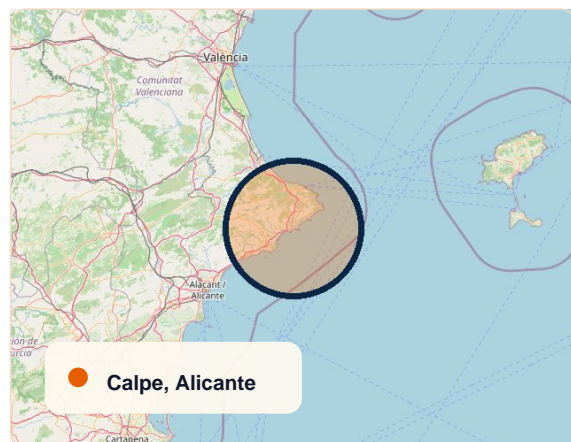 València
Comunitat
Valenciana
Alacant /
Alicante
Calpe, Alicante
Cartagena